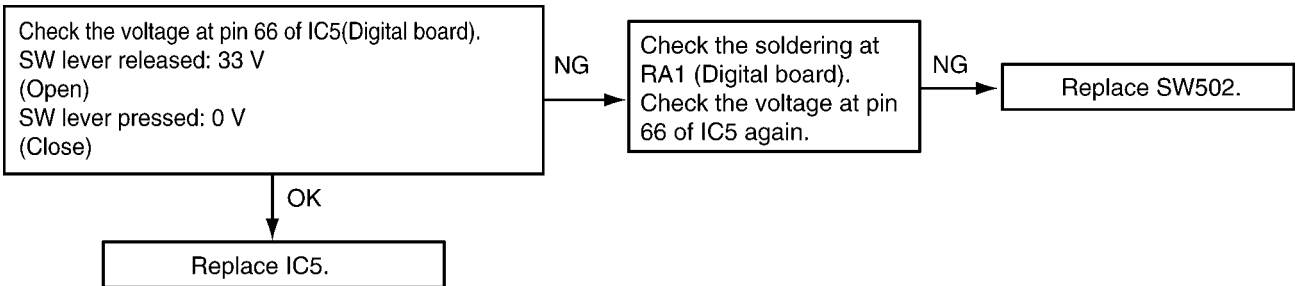 Check the voltage at pin 66 of IC5(Digital board).
SW lever released: 33 V
(Open)
SW lever pressed: 0 V
(Close)
NG
Check the soldering at
RA1 (Digital board).
Check the voltage at pin
66 of IC5 again.
NG
Replace SW502.
OK
Replace IC5.